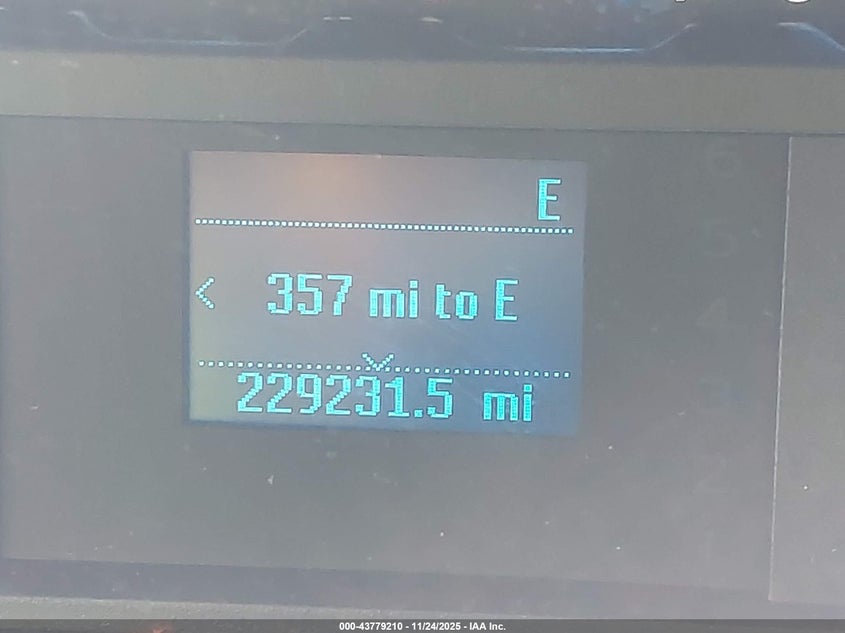 E
< 357 mi to E
229231.5 mi
000-43779210 - 11/24/2025 - IAA Inc.